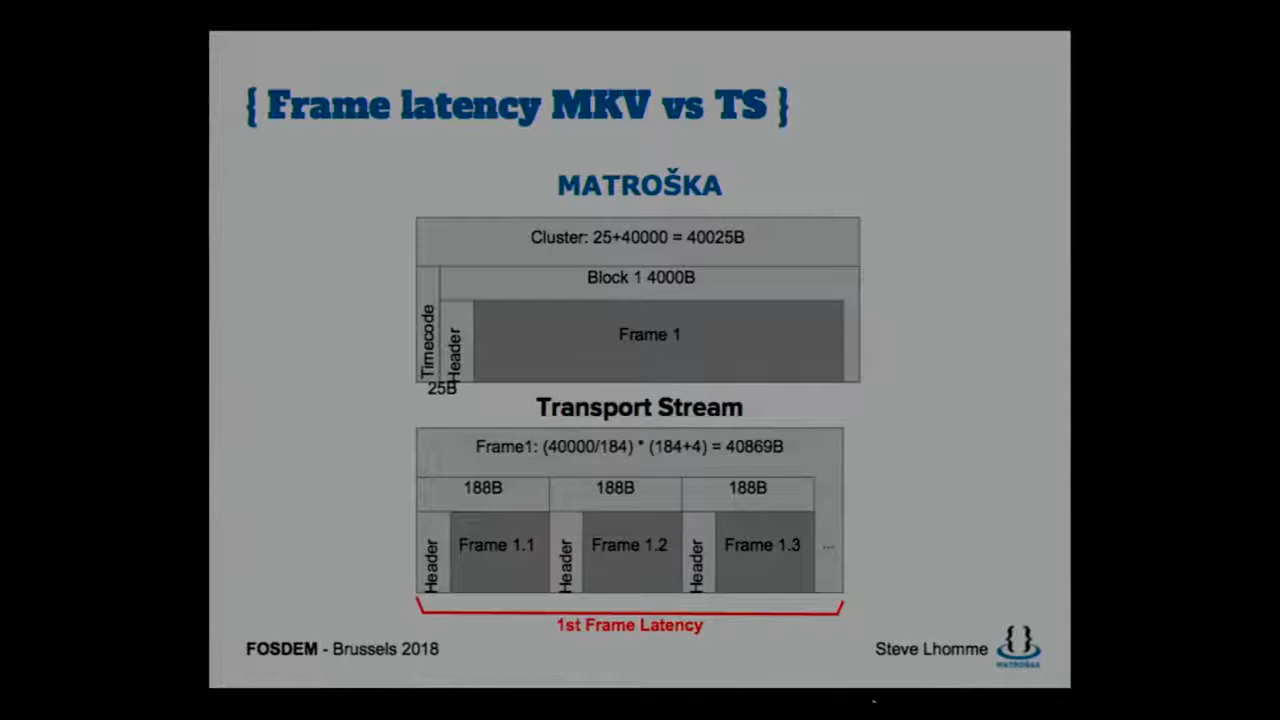 { Frame latency MKV vs TS }
MATROŠKA
Cluster: 25+40000 = 40025B
Block 1 4000B
Timecode
Header
Frame 1
25B
Transport Stream
Frame1: (40000/184) * (184+4) = 40869B
188B 188B 188B
Header Frame 1.1 Header Frame 1.2 Header Frame 1.3 ...
1st Frame Latency
FOSDEM - Brussels 2018
Steve Lhomme
{} MATROŠKA